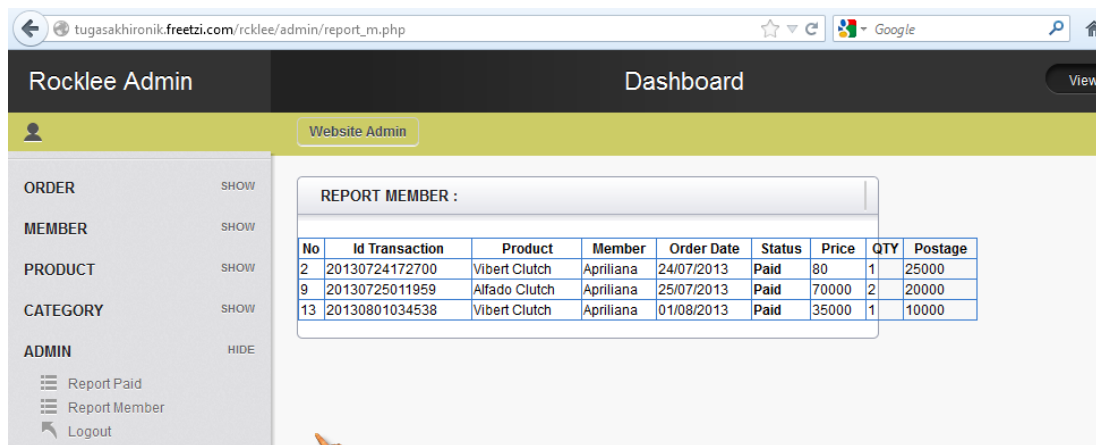 tugasakhironik.freetzi.com/rcklee/admin/report_m.php Google
Rocklee Admin Dashboard View
Website Admin
ORDER SHOW
MEMBER SHOW
PRODUCT SHOW
CATEGORY SHOW
ADMIN HIDE
Report Paid
Report Member
Logout
REPORT MEMBER :
No Id Transaction Product Member Order Date Status Price QTY Postage
2 20130724172700 Vibert Clutch Apriliana 24/07/2013 Paid 80 1 25000
9 20130725011959 Alfado Clutch Apriliana 25/07/2013 Paid 70000 2 20000
13 20130801034538 Vibert Clutch Apriliana 01/08/2013 Paid 35000 1 10000